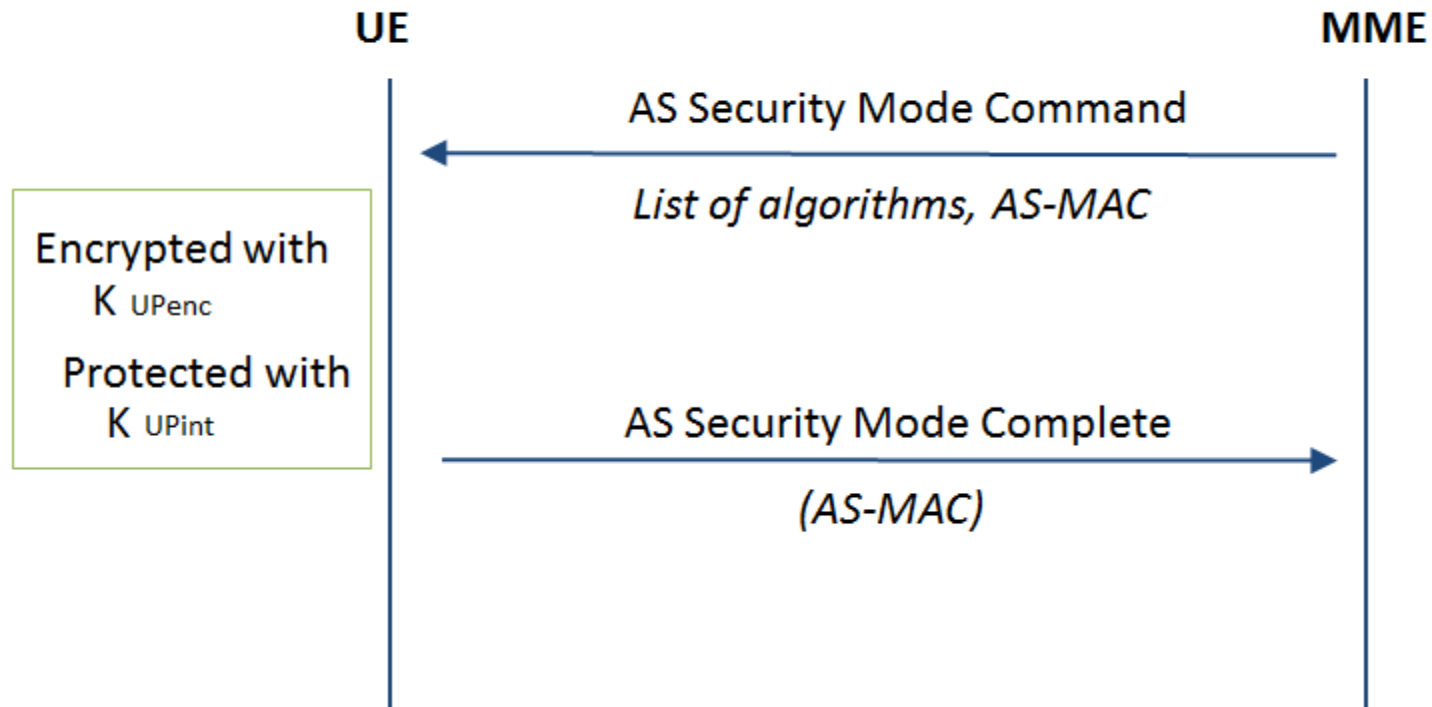 UE MME
AS Security Mode Command
List of algorithms, AS-MAC
Encrypted with
K UPenc
Protected with
K UPint
AS Security Mode Complete
(AS-MAC)